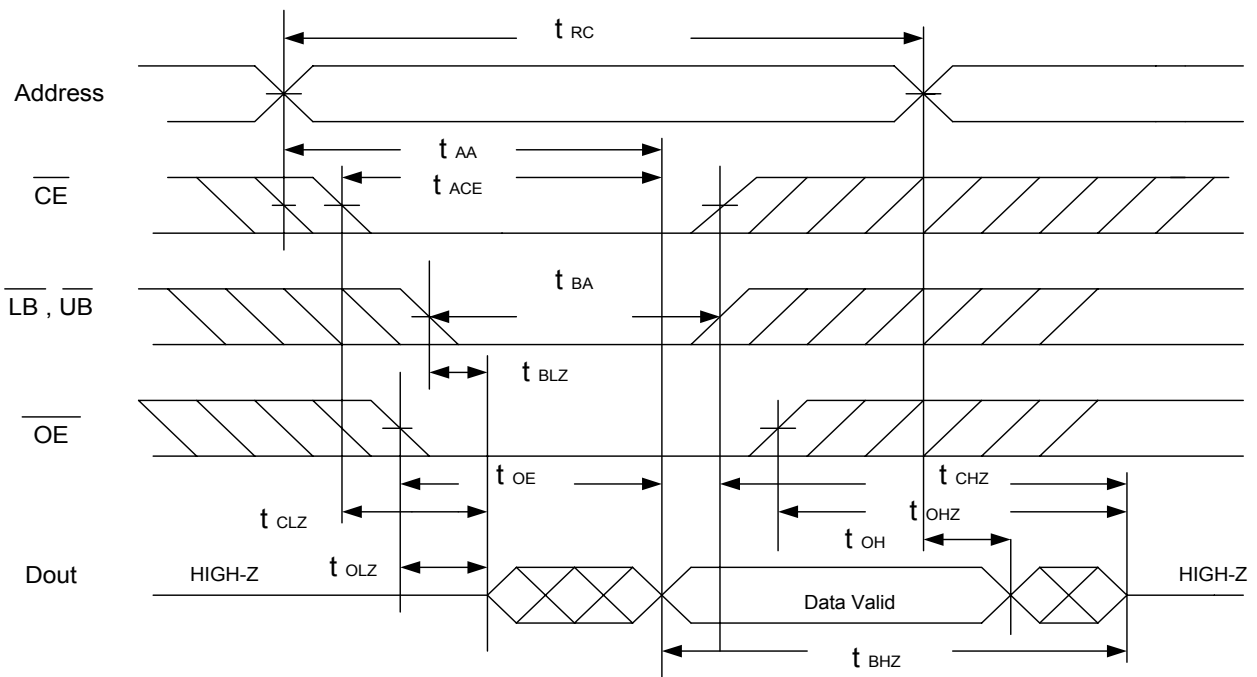 t RC
Address
t AA
CE
t ACE
LB , UB
t BA
t BLZ
OE
t OE
t CHZ
t CLZ
t OHZ
t OH
Dout
HIGH-Z
t OLZ
Data Valid
HIGH-Z
t BHZ